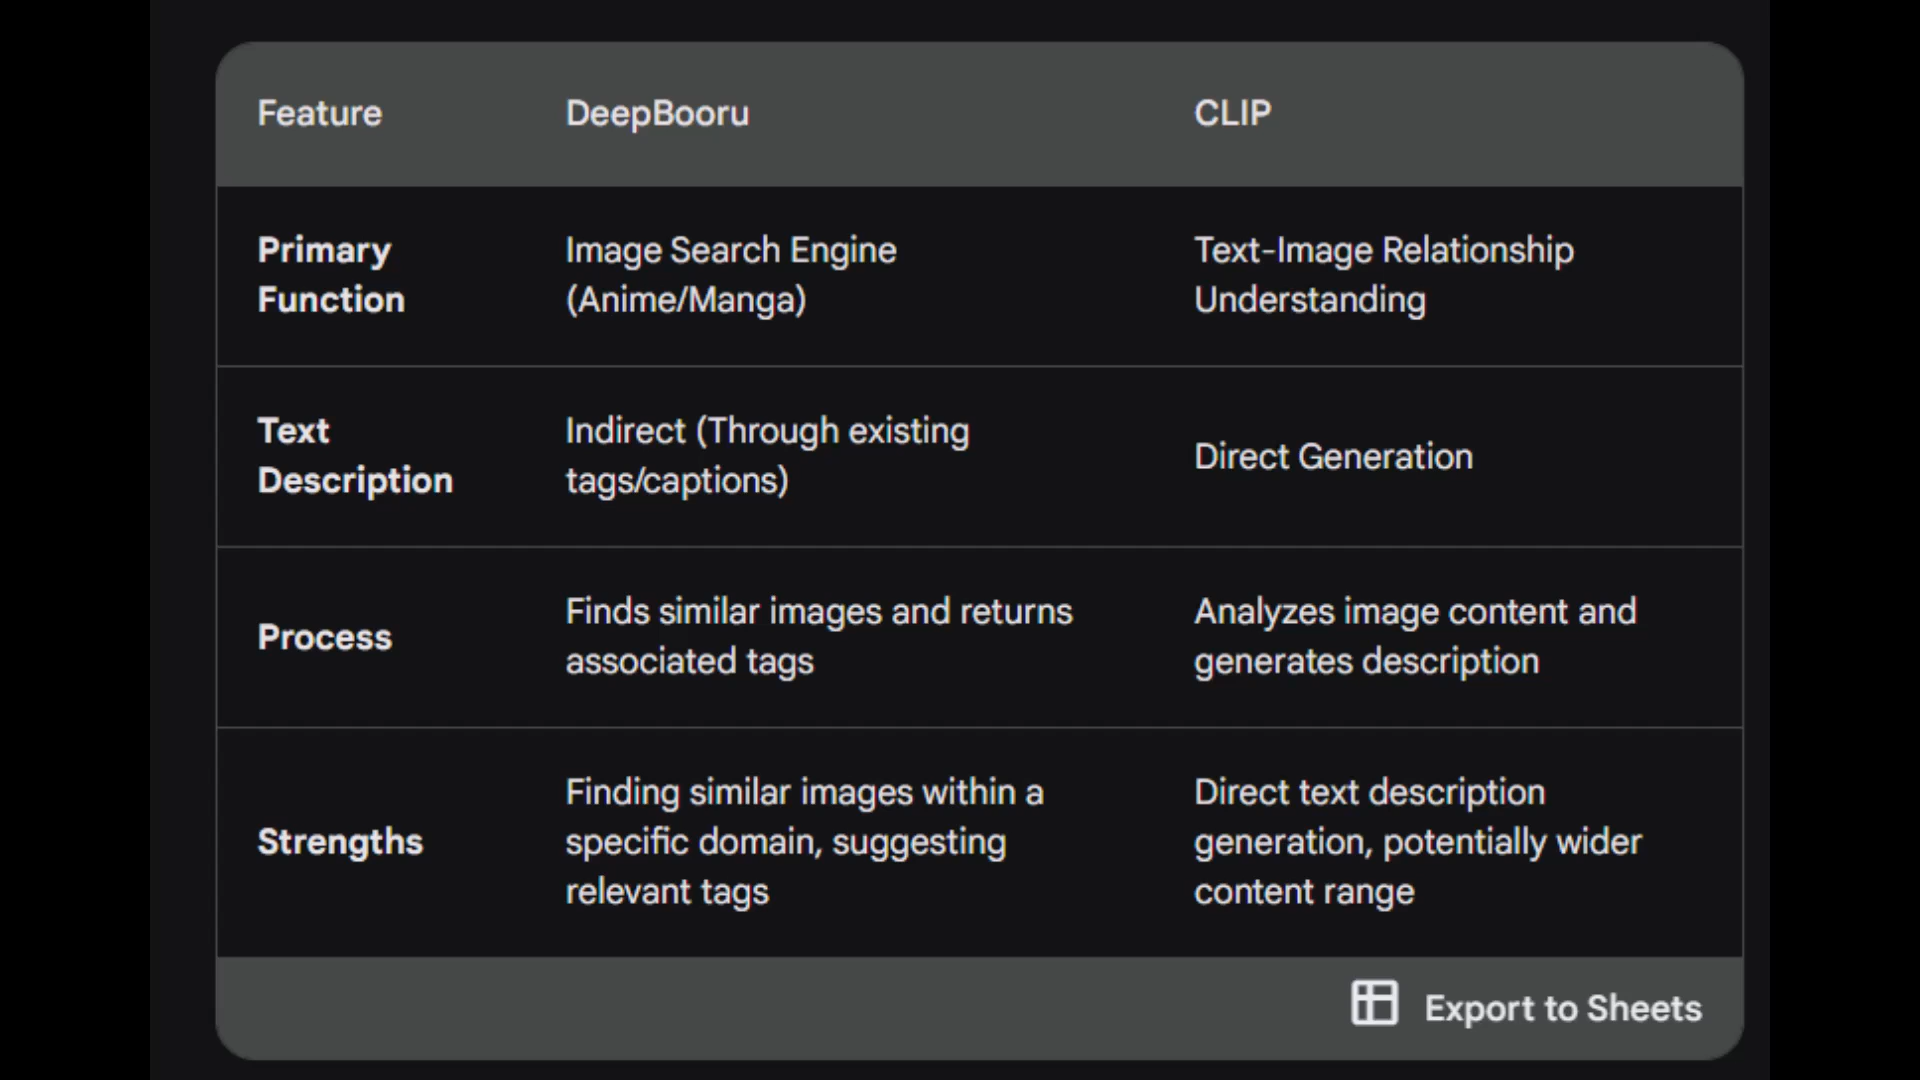 Feature DeepBooru CLIP
Primary Function
Image Search Engine (Anime/Manga)
Text-Image Relationship Understanding
Text Description
Indirect (Through existing tags/captions)
Direct Generation
Process
Finds similar images and returns associated tags
Analyzes image content and generates description
Strengths
Finding similar images within a specific domain, suggesting relevant tags
Direct text description generation, potentially wider content range
Export to Sheets